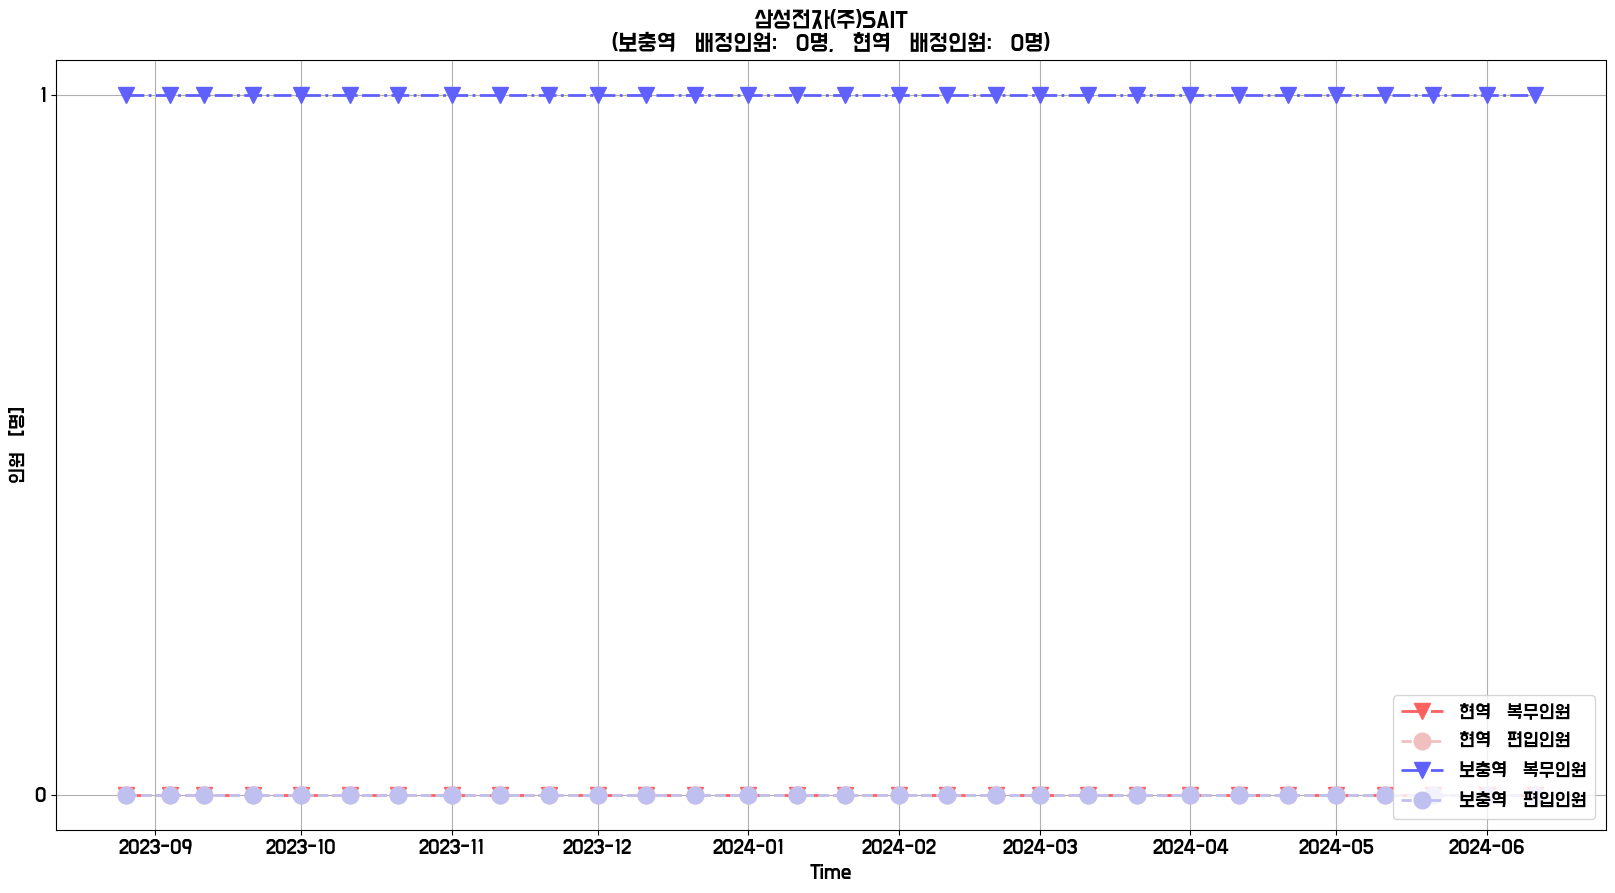 삼성전자(주)SAIT
(보충역 배정인원: 0명, 현역 배정인원: 0명)
1
0
인원 [명]
2023-09 2023-10 2023-11 2023-12 2024-01 2024-02 2024-03 2024-04 2024-05 2024-06
Time
현역 복무인원
현역 편입인원
보충역 복무인원
보충역 편입인원